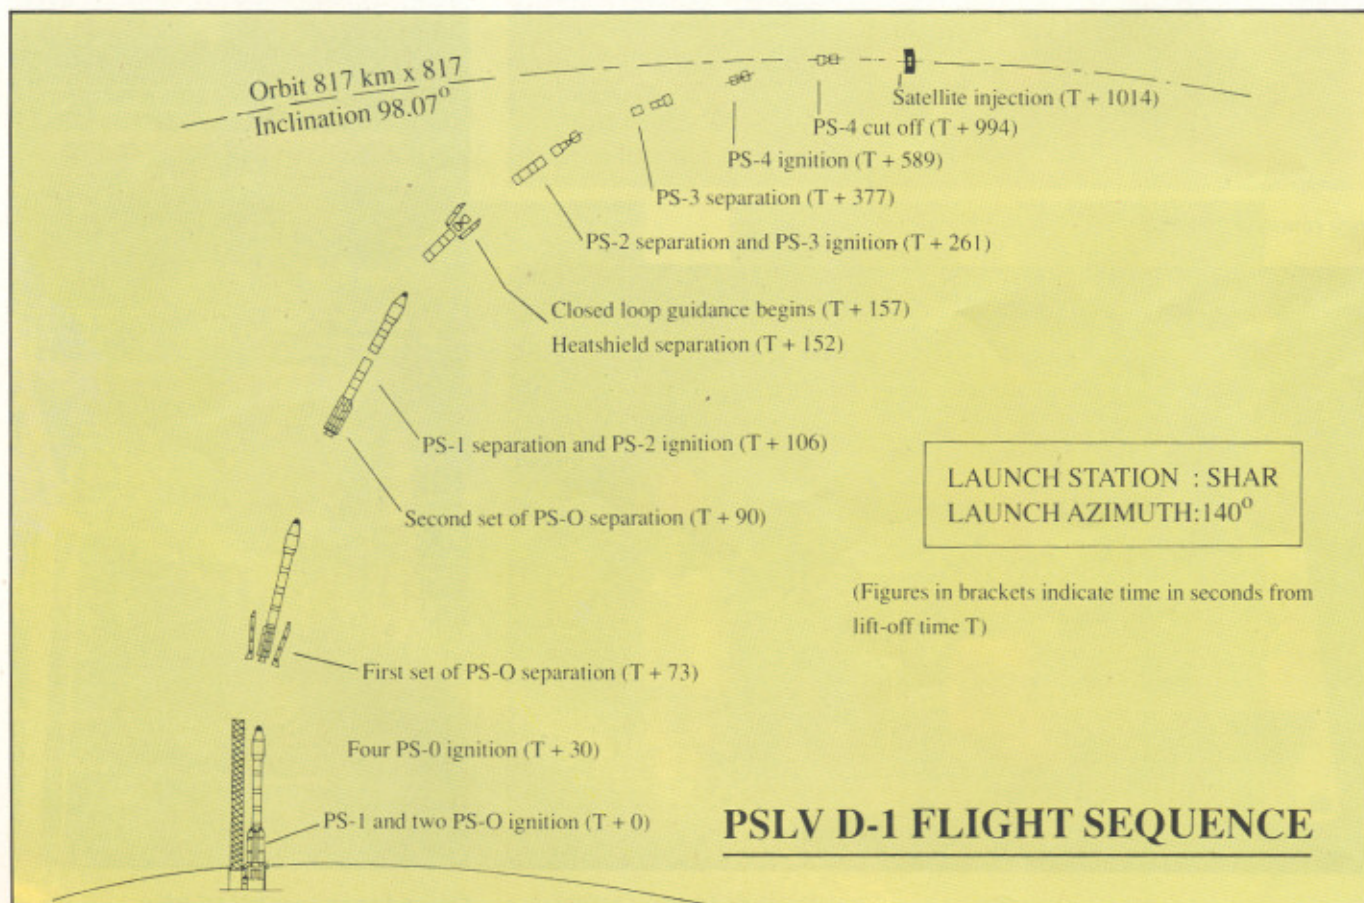 Orbit 817 km x 817
Inclination 98.07°
Satellite injection (T + 1014)
PS-4 cut off (T + 994)
PS-4 ignition (T + 589)
PS-3 separation (T + 377)
PS-2 separation and PS-3 ignition (T + 261)
Closed loop guidance begins (T + 157)
Heatshield separation (T + 152)
PS-1 separation and PS-2 ignition (T + 106)
Second set of PS-O separation (T + 90)
LAUNCH STATION : SHAR
LAUNCH AZIMUTH:140°
(Figures in brackets indicate time in seconds from
lift-off time T)
First set of PS-O separation (T + 73)
Four PS-0 ignition (T + 30)
PS-1 and two PS-O ignition (T + 0)
PSLV D-1 FLIGHT SEQUENCE